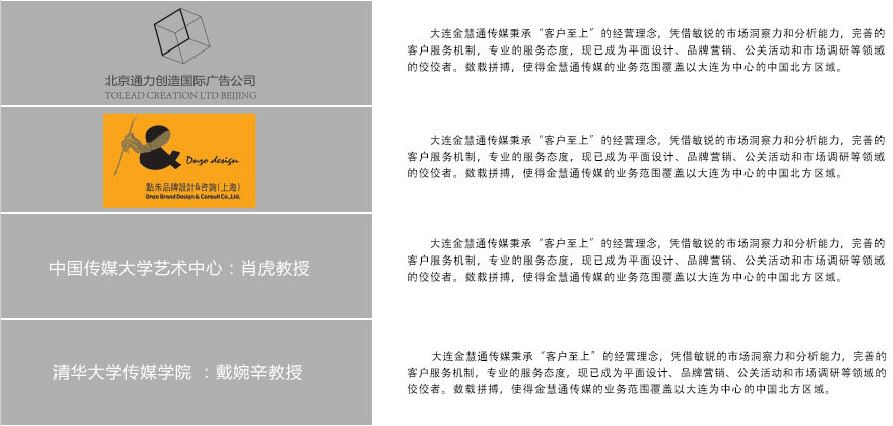 北京通力创造国际广告公司
TOLEAD CREATION LTD BEIJING
大连金慧通传媒秉承“客户至上”的经营理念，凭借敏锐的市场洞察力和分析能力，完善的
客户服务机制，专业的服务态度，现已成为平面设计、品牌营销、公关活动和市场调研等领域
的佼佼者。数载拼搏，使得金慧通传媒的业务范围覆盖以大连为中心的中国北方区域。
Dnzo design
點朱品牌設計&咨詢(上海)
Dnzo Brand Design & Consult Co.,Ltd.
大连金慧通传媒秉承“客户至上”的经营理念，凭借敏锐的市场洞察力和分析能力，完善的
客户服务机制，专业的服务态度，现已成为平面设计、品牌营销、公关活动和市场调研等领域
的佼佼者。数载拼搏，使得金慧通传媒的业务范围覆盖以大连为中心的中国北方区域。
中国传媒大学艺术中心：肖虎教授
大连金慧通传媒秉承“客户至上”的经营理念，凭借敏锐的市场洞察力和分析能力，完善的
客户服务机制，专业的服务态度，现已成为平面设计、品牌营销、公关活动和市场调研等领域
的佼佼者。数载拼搏，使得金慧通传媒的业务范围覆盖以大连为中心的中国北方区域。
清华大学传媒学院 ：戴婉辛教授
大连金慧通传媒秉承“客户至上”的经营理念，凭借敏锐的市场洞察力和分析能力，完善的
客户服务机制，专业的服务态度，现已成为平面设计、品牌营销、公关活动和市场调研等领域
的佼佼者。数载拼搏，使得金慧通传媒的业务范围覆盖以大连为中心的中国北方区域。